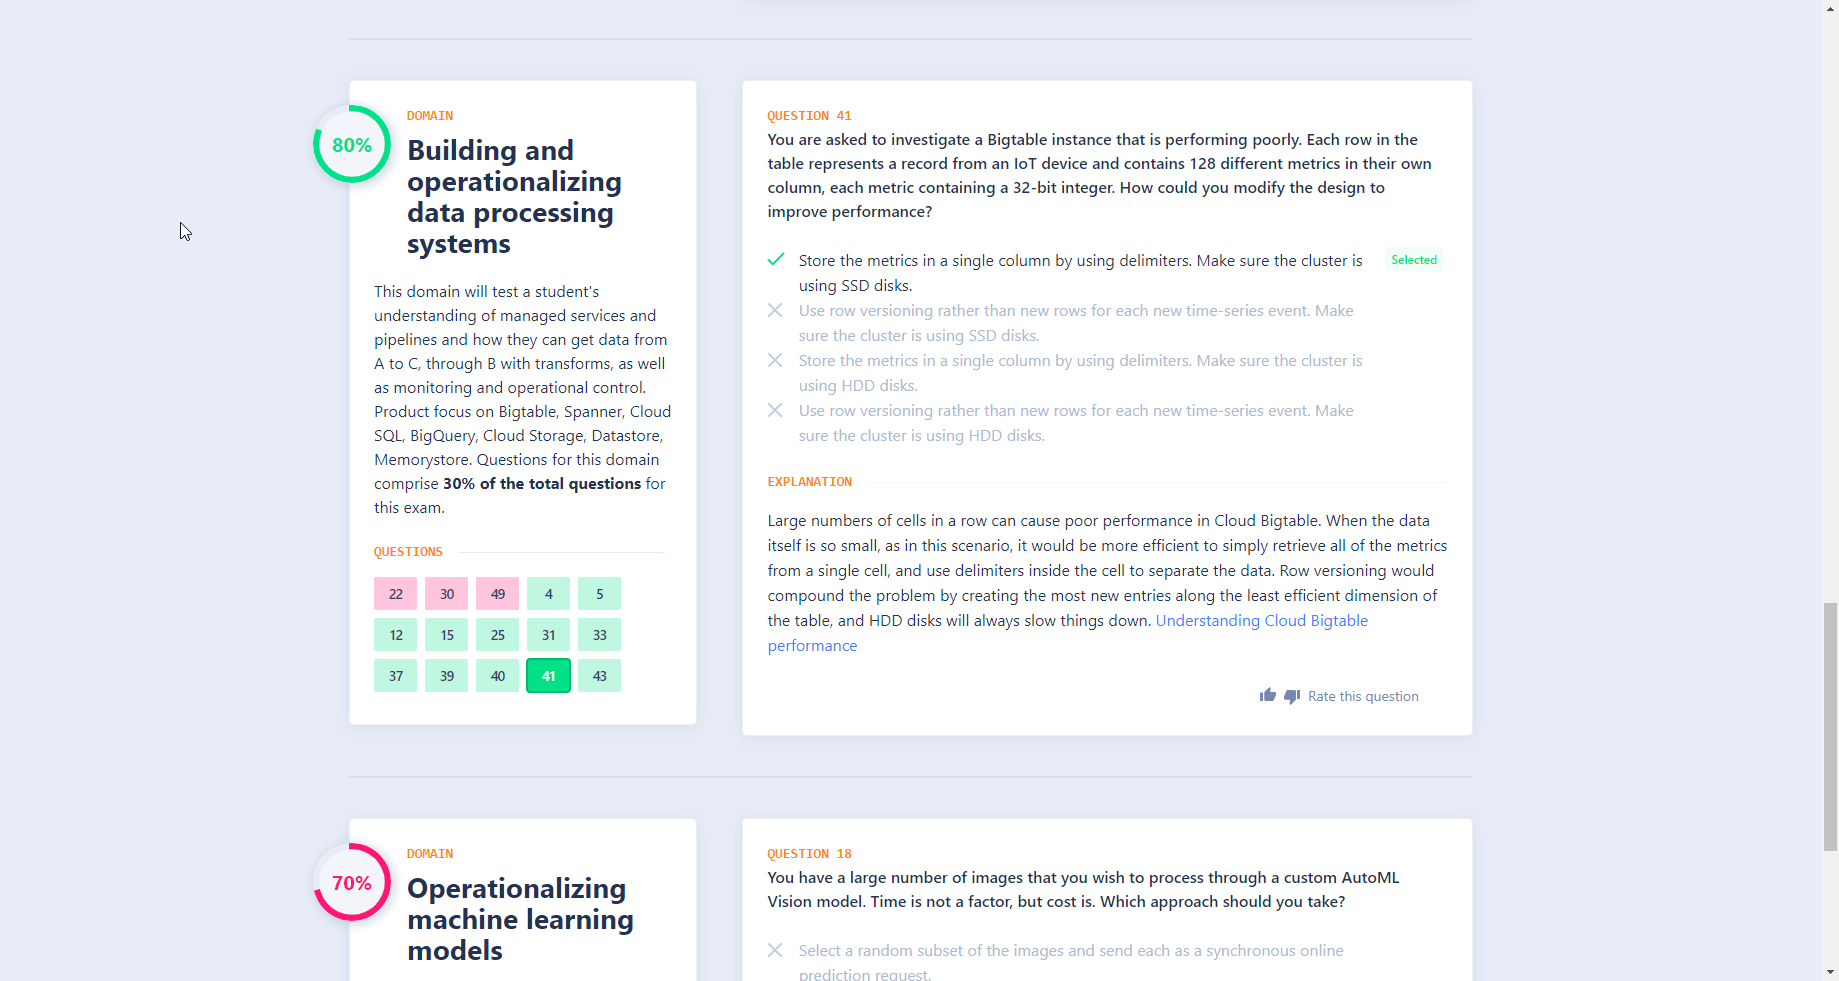 80%
DOMAIN
Building and
operationalizing
data processing
systems
This domain will test a student's
understanding of managed services and
pipelines and how they can get data from
A to C, through B with transforms, as well
as monitoring and operational control.
Product focus on Bigtable, Spanner, Cloud
SQL, BigQuery, Cloud Storage, Datastore,
Memorystore. Questions for this domain
comprise 30% of the total questions for
this exam.
QUESTIONS
22 30 49 4 5
12 15 25 31 33
37 39 40 41 43
QUESTION 41
You are asked to investigate a Bigtable instance that is performing poorly. Each row in the
table represents a record from an IoT device and contains 128 different metrics in their own
column, each metric containing a 32-bit integer. How could you modify the design to
improve performance?
Store the metrics in a single column by using delimiters. Make sure the cluster is
using SSD disks.
Selected
Use row versioning rather than new rows for each new time-series event. Make
sure the cluster is using SSD disks.
Store the metrics in a single column by using delimiters. Make sure the cluster is
using HDD disks.
Use row versioning rather than new rows for each new time-series event. Make
sure the cluster is using HDD disks.
EXPLANATION
Large numbers of cells in a row can cause poor performance in Cloud Bigtable. When the data
itself is so small, as in this scenario, it would be more efficient to simply retrieve all of the metrics
from a single cell, and use delimiters inside the cell to separate the data. Row versioning would
compound the problem by creating the most new entries along the least efficient dimension of
the table, and HDD disks will always slow things down. Understanding Cloud Bigtable
performance
Rate this question
70%
DOMAIN
Operationalizing
machine learning
models
QUESTION 18
You have a large number of images that you wish to process through a custom AutoML
Vision model. Time is not a factor, but cost is. Which approach should you take?
Select a random subset of the images and send each as a synchronous online
prediction request.